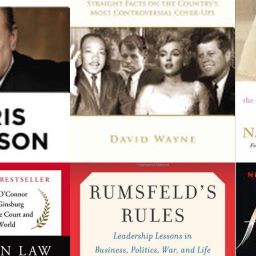 STRAIGHT FACTS ON THE COUNTRY'S
MOST CONTROVERSIAL COVER-UPS
RIS
SON
DAVID WAYNE
the
N
BESTSELLER
O'Connor
Ginsburg
e Court and
World
N LAW
RUMSFELD'S
RULES
Leadership Lessons in
Business, Politics, War, and Life